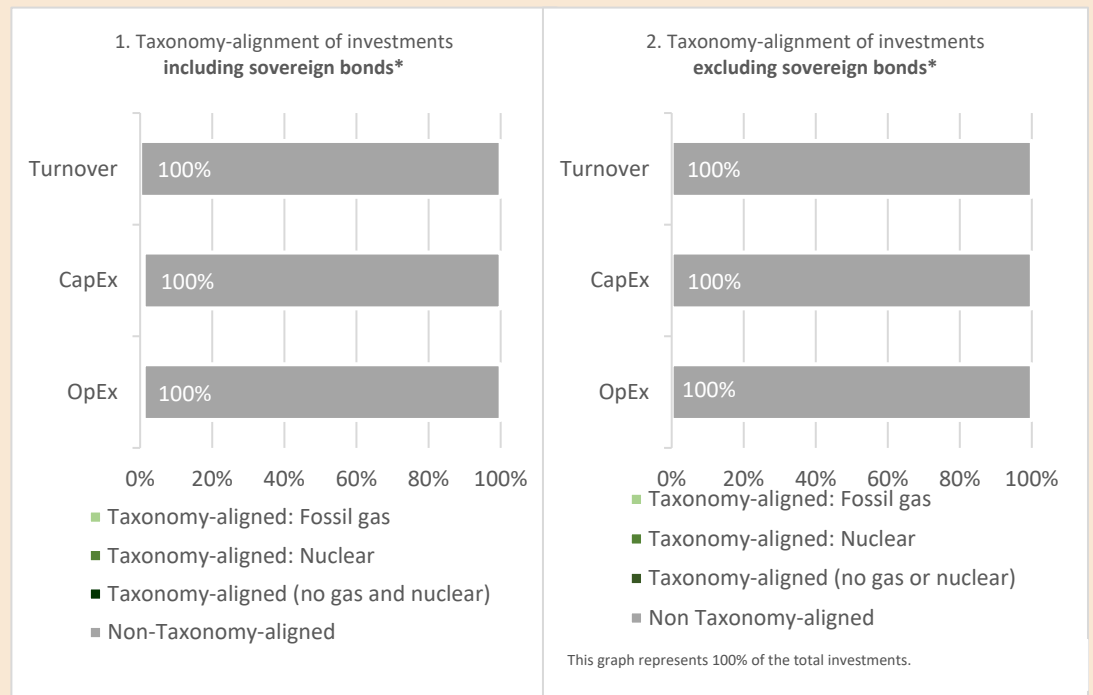 1. Taxonomy-alignment of investments
including sovereign bonds*
Turnover
100%
CapEx
100%
OpEx
100%
0% 20% 40% 60% 80% 100%
Taxonomy-aligned: Fossil gas
Taxonomy-aligned: Nuclear
Taxonomy-aligned (no gas and nuclear)
Non-Taxonomy-aligned
2. Taxonomy-alignment of investments
excluding sovereign bonds*
Turnover
100%
CapEx
100%
OpEx
100%
0% 20% 40% 60% 80% 100%
Taxonomy-aligned: Fossil gas
Taxonomy-aligned: Nuclear
Taxonomy-aligned (no gas or nuclear)
Non Taxonomy-aligned
This graph represents 100% of the total investments.